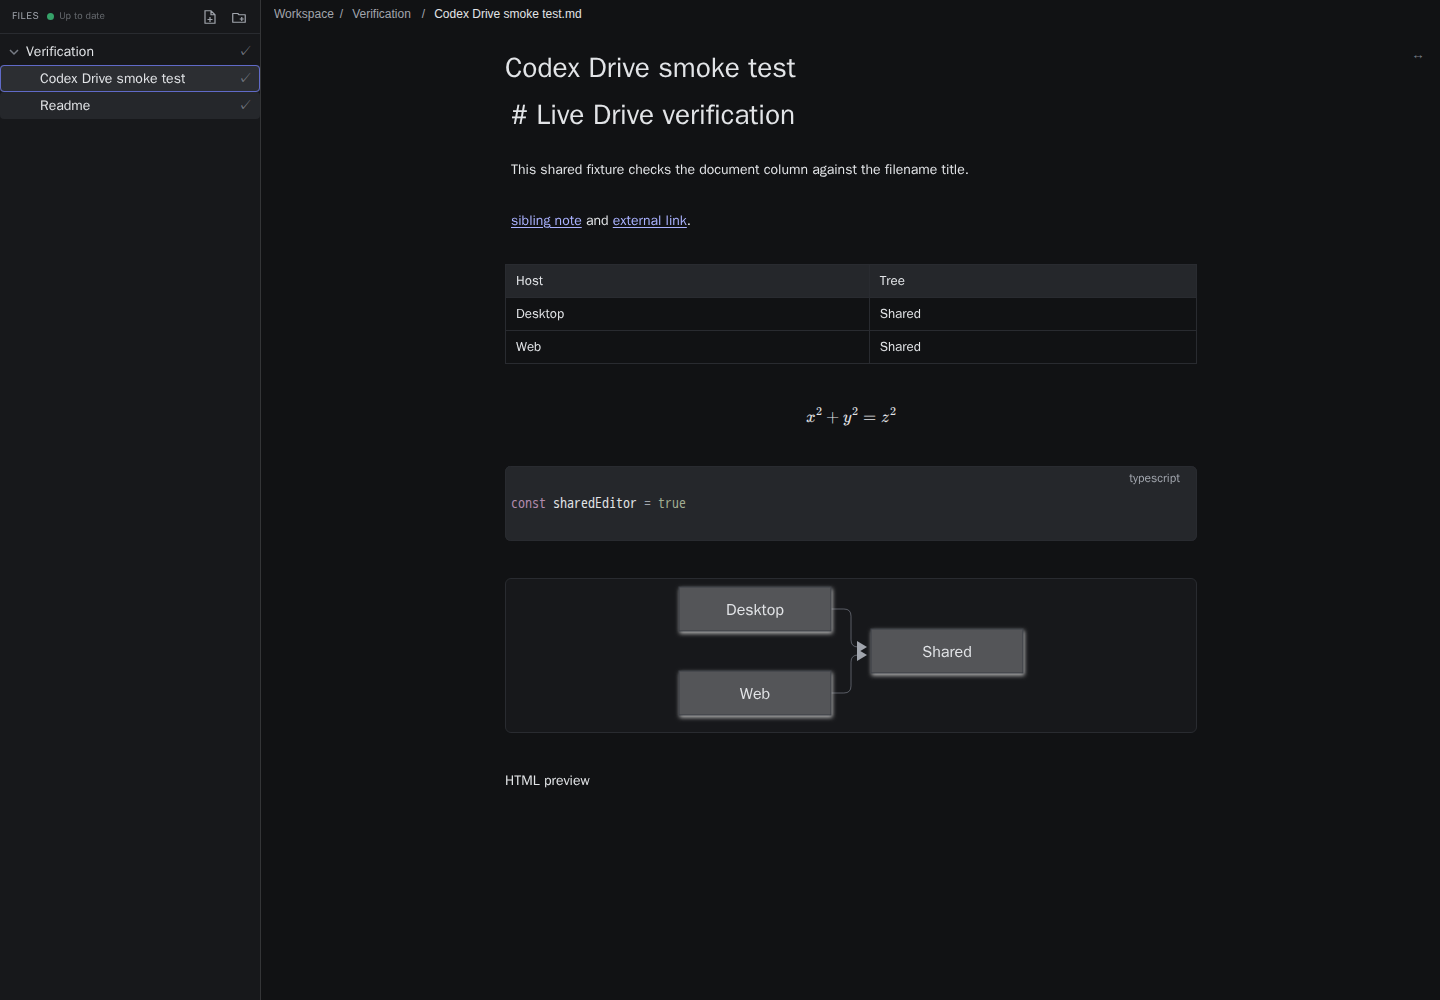 FILES Up to date
Workspace / Verification / Codex Drive smoke test.md
Verification ✓
Codex Drive smoke test ✓
Readme ✓
Codex Drive smoke test
# Live Drive verification
This shared fixture checks the document column against the filename title.
sibling note and external link.
Host Tree
Desktop Shared
Web Shared
x² + y² = z²
typescript
const sharedEditor = true
Desktop
Shared
Web
HTML preview